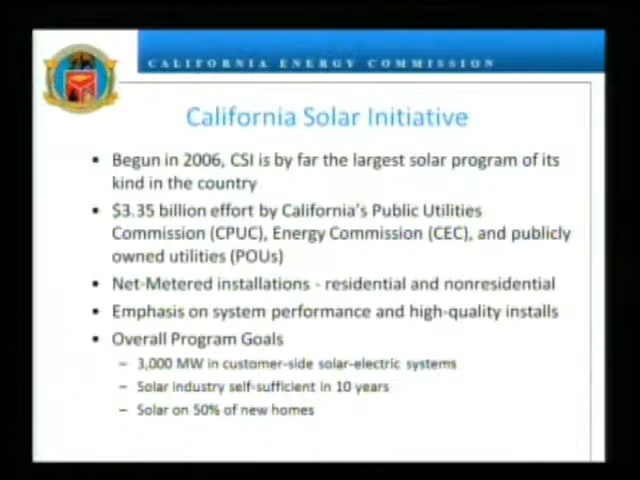 CALIFORNIA ENERGY COMMISSION
California Solar Initiative
• Begun in 2006, CSI is by far the largest solar program of its
kind in the country
• $3.35 billion effort by California's Public Utilities
Commission (CPUC), Energy Commission (CEC), and publicly
owned utilities (POUs)
• Net-Metered installations - residential and nonresidential
• Emphasis on system performance and high-quality installs
• Overall Program Goals
– 3,000 MW in customer-side solar-electric systems
– Solar industry self-sufficient in 10 years
– Solar on 50% of new homes